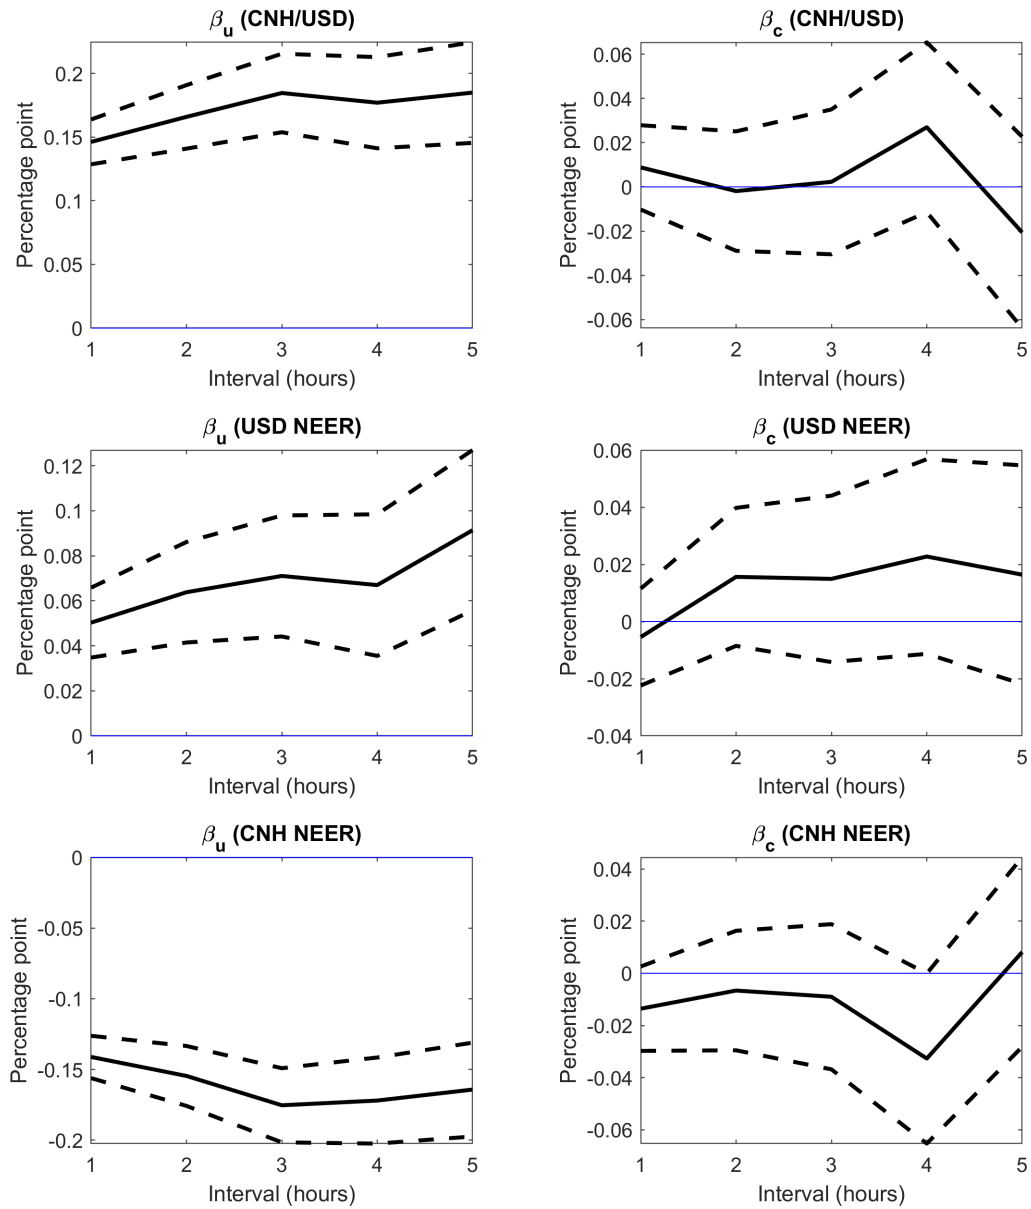 β_u (CNH/USD)
Percentage point
0.2
0.15
0.1
0.05
0
1 2 3 4 5
Interval (hours)
β_c (CNH/USD)
Percentage point
0.06
0.04
0.02
0
-0.02
-0.04
-0.06
1 2 3 4 5
Interval (hours)
β_u (USD NEER)
Percentage point
0.12
0.1
0.08
0.06
0.04
0.02
0
1 2 3 4 5
Interval (hours)
β_c (USD NEER)
Percentage point
0.06
0.04
0.02
0
-0.02
-0.04
1 2 3 4 5
Interval (hours)
β_u (CNH NEER)
Percentage point
0
-0.05
-0.1
-0.15
-0.2
1 2 3 4 5
Interval (hours)
β_c (CNH NEER)
Percentage point
0.04
0.02
0
-0.02
-0.04
-0.06
1 2 3 4 5
Interval (hours)